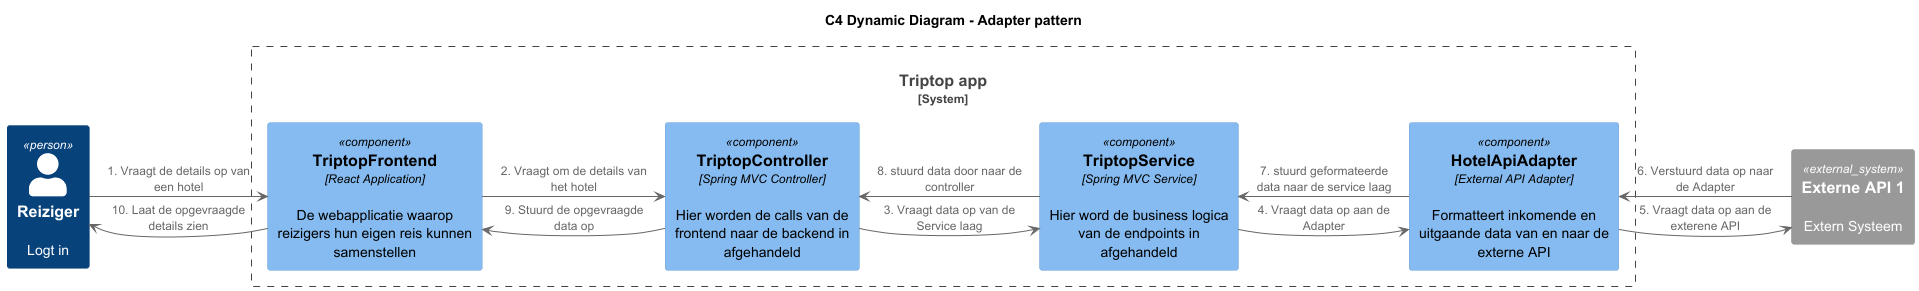 C4 Dynamic Diagram - Adapter pattern
Triptop app
[System]
«person»
Reiziger
Logt in
1. Vraagt de details op van
een hotel
10. Laat de opgevraagde
details zien
«component»
TriptopFrontend
[React Application]
De webapplicatie waarop
reizigers hun eigen reis kunnen
samenstellen
2. Vraagt om de details van
het hotel
9. Stuurd de opgevraagde
data op
«component»
TriptopController
[Spring MVC Controller]
Hier worden de calls van de
frontend naar de backend in
afgehandeld
8. stuurd data door naar de
controller
3. Vraagt data op van de
Service laag
«component»
TriptopService
[Spring MVC Service]
Hier word de business logica
van de endpoints in
afgehandeld
7. stuurd geformateerde
data naar de service laag
4. Vraagt data op aan de
Adapter
«component»
HotelApiAdapter
[External API Adapter]
Formatteert inkomende en
uitgaande data van en naar de
externe API
6. Verstuurd data op naar
de Adapter
5. Vraagt data op aan de
exterene API
«external_system»
Externe API 1
Extern Systeem